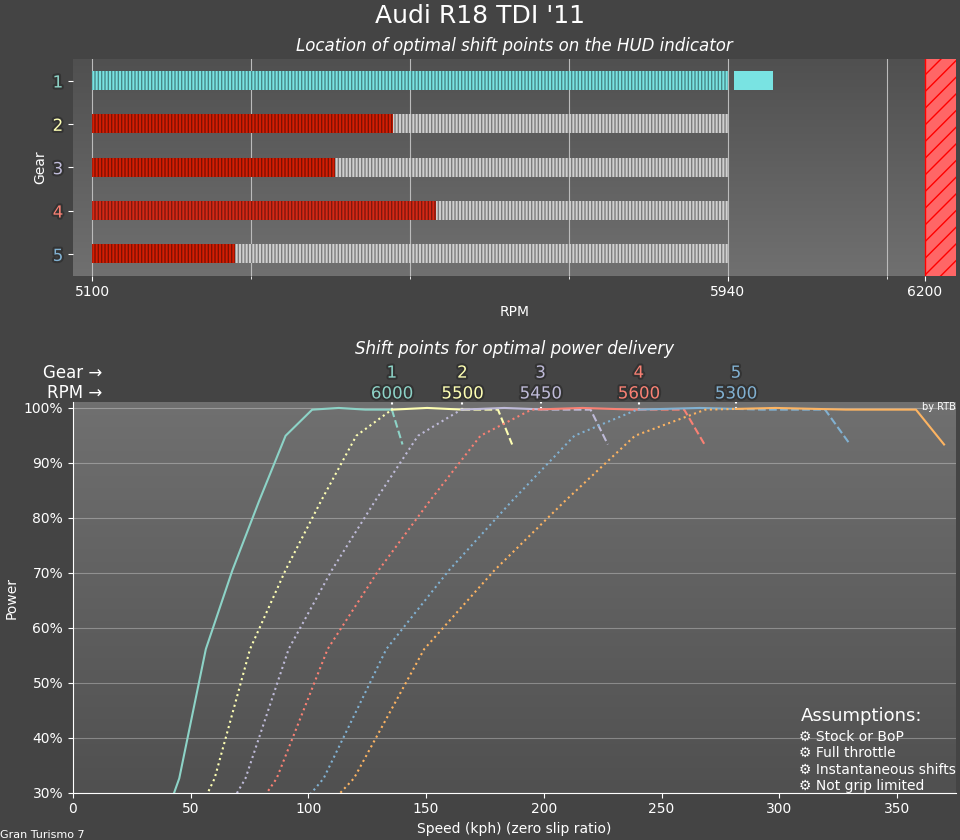 Audi R18 TDI '11
Location of optimal shift points on the HUD indicator
Gear
1
2
3
4
5
5100 5940 6200
RPM
Shift points for optimal power delivery
Gear → 1 2 3 4 5
RPM → 6000 5500 5450 5600 5300
by RTB
100%
90%
80%
70%
60%
50%
40%
30%
Power
Assumptions:
⚙ Stock or BoP
⚙ Full throttle
⚙ Instantaneous shifts
⚙ Not grip limited
0 50 100 150 200 250 300 350
Speed (kph) (zero slip ratio)
Gran Turismo 7